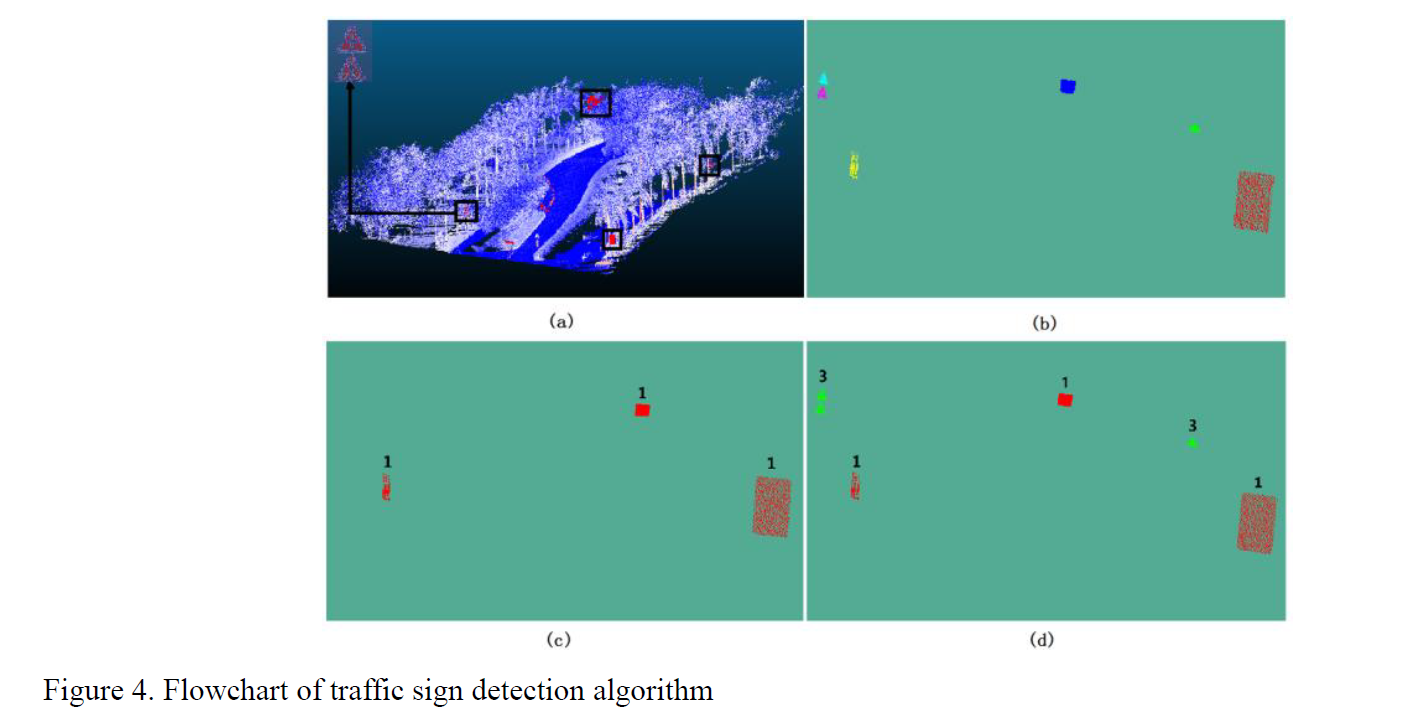 (a)
(b)
1
1
1
3
1
3
1
1
(c)
(d)
Figure 4. Flowchart of traffic sign detection algorithm